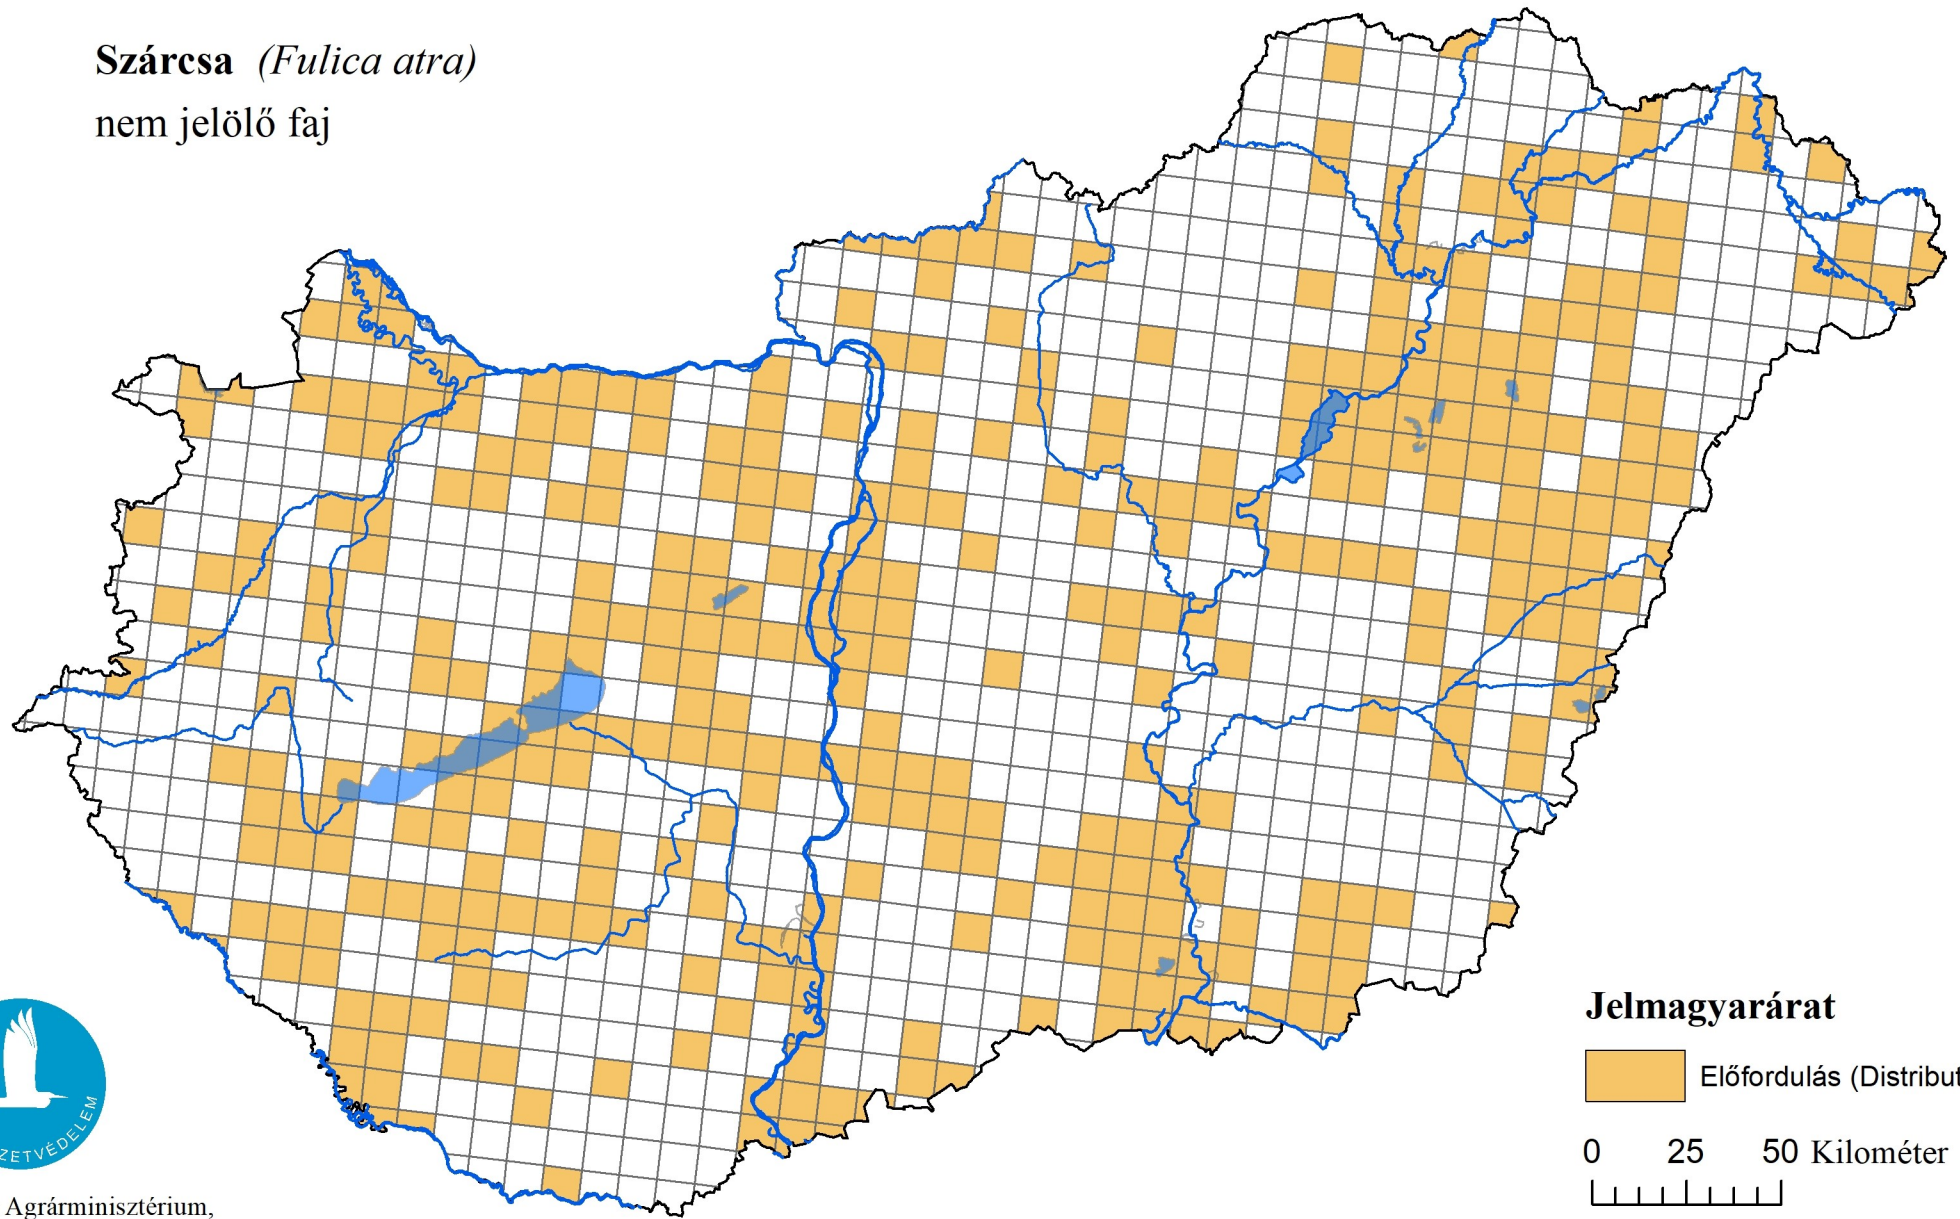 Szárcsa (Fulica atra)
nem jelölő faj
Jelmagyarárat
Előfordulás (Distribut
0 25 50 Kilométer
ZETVÉDELEM
Agrárminisztérium,